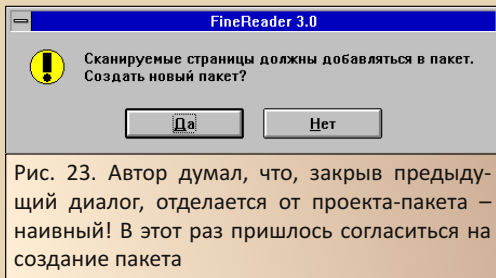 FineReader 3.0
Сканируемые страницы должны добавляться в пакет.
Создать новый пакет?
Да
Нет
Рис. 23. Автор думал, что, закрыв предыду-
щий диалог, отделается от проекта-пакета –
наивный! В этот раз пришлось согласиться на
создание пакета